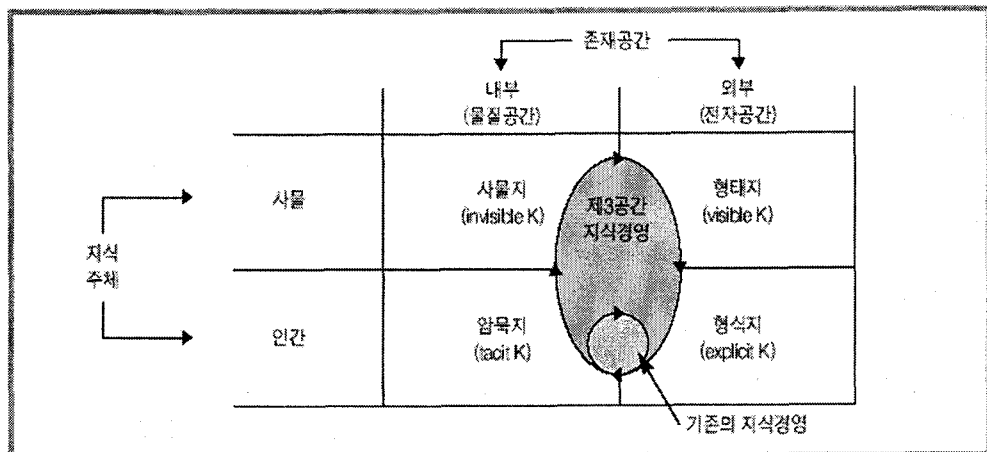 존재공간
내부
(물질공간)
외부
(전자공간)
지식
주체
사물
사물지
(invisible K)
제3공간
지식경영
형태지
(visible K)
인간
암묵지
(tacit K)
형식지
(explicit K)
기존의 지식경영